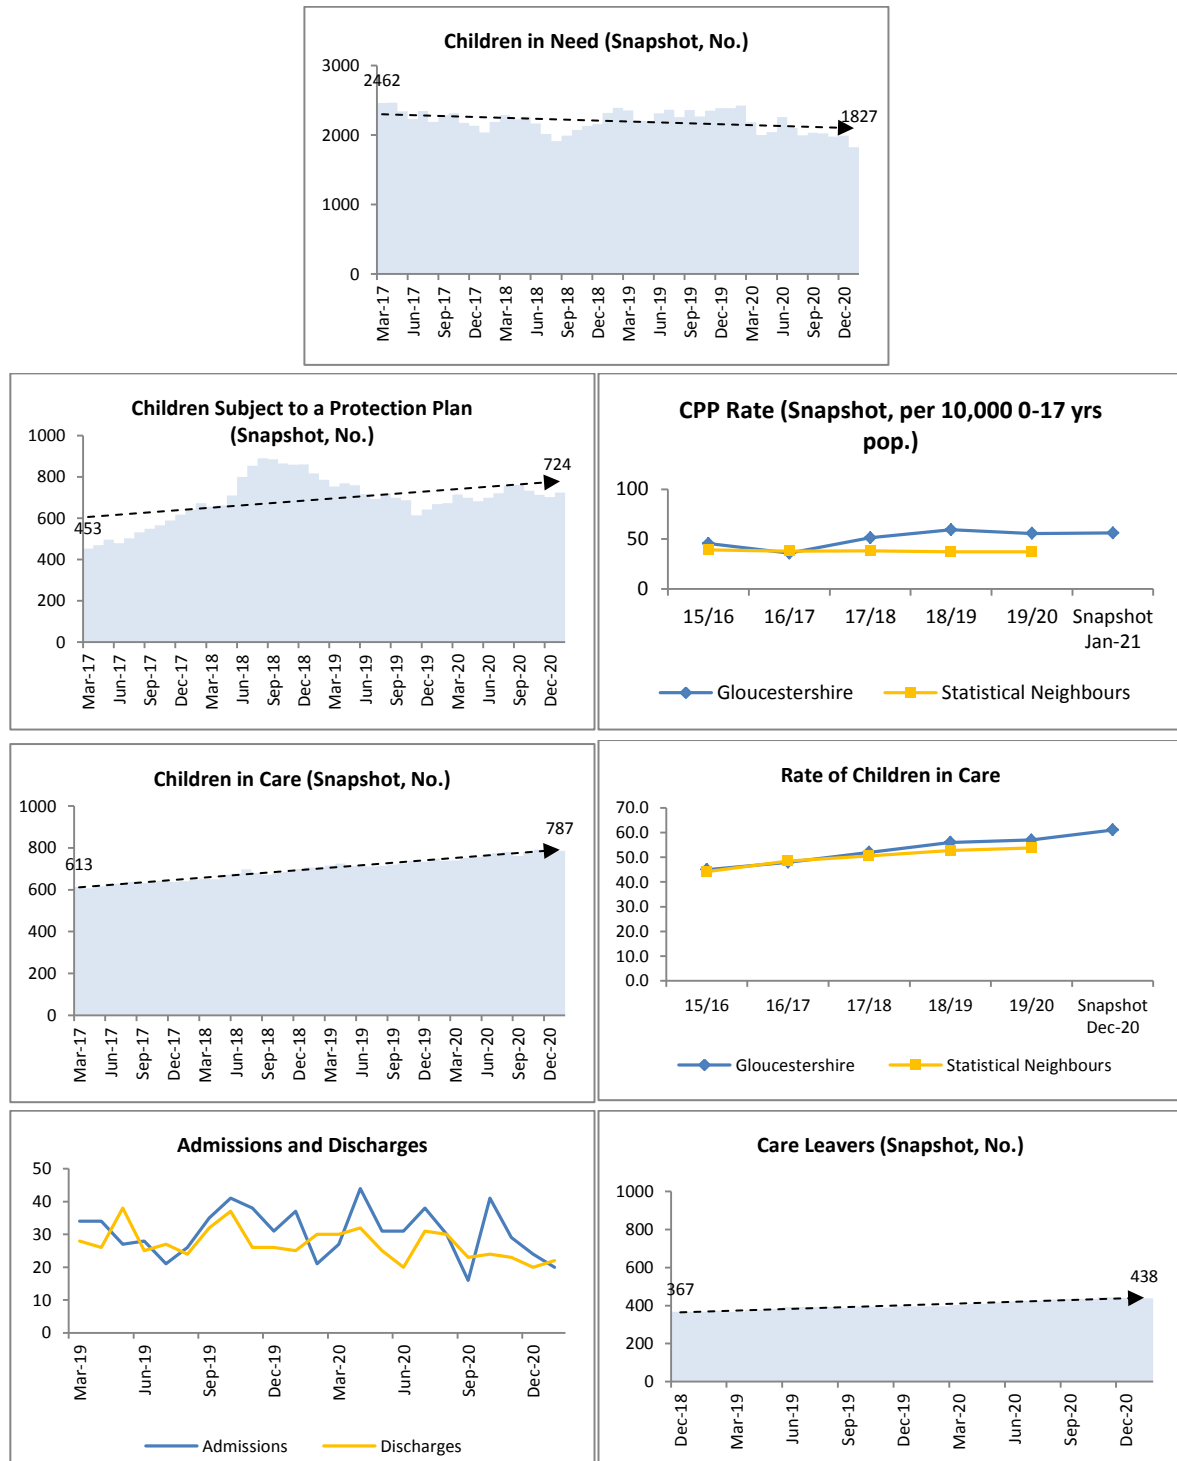 Children in Need (Snapshot, No.)
3000
2000
1000
0
2462
1827
Mar-17
Jun-17
Sep-17
Dec-17
Mar-18
Jun-18
Sep-18
Dec-18
Mar-19
Jun-19
Sep-19
Dec-19
Mar-20
Jun-20
Sep-20
Dec-20
Children Subject to a Protection Plan
(Snapshot, No.)
1000
800
600
400
200
0
453
724
Mar-17
Jun-17
Sep-17
Dec-17
Mar-18
Jun-18
Sep-18
Dec-18
Mar-19
Jun-19
Sep-19
Dec-19
Mar-20
Jun-20
Sep-20
Dec-20
CPP Rate (Snapshot, per 10,000 0-17 yrs
pop.)
100
50
0
15/16
16/17
17/18
18/19
19/20
Snapshot
Jan-21
Gloucestershire
Statistical Neighbours
Children in Care (Snapshot, No.)
1000
800
600
400
200
0
613
787
Mar-17
Jun-17
Sep-17
Dec-17
Mar-18
Jun-18
Sep-18
Dec-18
Mar-19
Jun-19
Sep-19
Dec-19
Mar-20
Jun-20
Sep-20
Dec-20
Rate of Children in Care
70.0
60.0
50.0
40.0
30.0
20.0
10.0
0.0
15/16
16/17
17/18
18/19
19/20
Snapshot
Dec-20
Gloucestershire
Statistical Neighbours
Admissions and Discharges
50
40
30
20
10
0
Mar-19
Jun-19
Sep-19
Dec-19
Mar-20
Jun-20
Sep-20
Dec-20
Admissions
Discharges
Care Leavers (Snapshot, No.)
1000
800
600
400
200
0
367
438
Dec-18
Mar-19
Jun-19
Sep-19
Dec-19
Mar-20
Jun-20
Sep-20
Dec-20